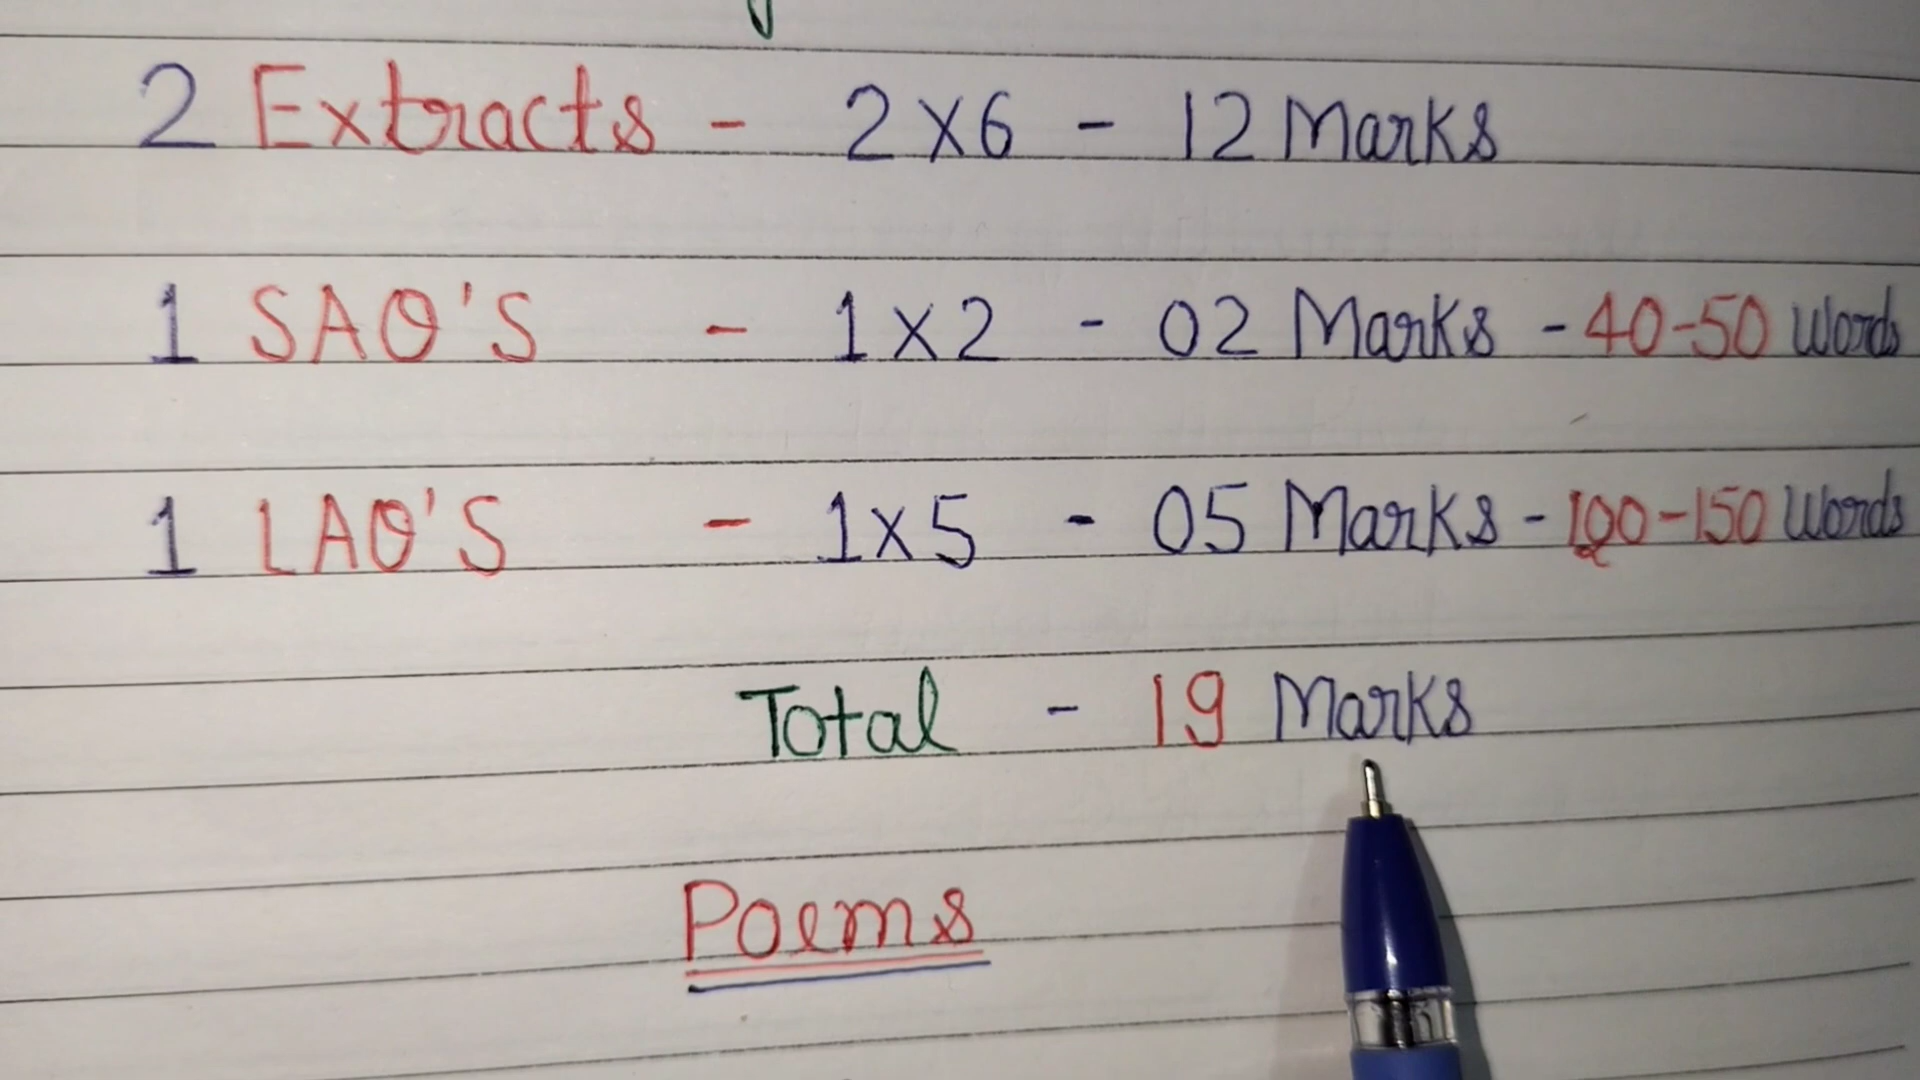 2 Extracts - 2x6 - 12 Marks
1 SAQ'S - 1x2 - 02 Marks - 40-50 Words
1 LAQ'S - 1x5 - 05 Marks - 100-150 Words
Total - 19 Marks
Poems